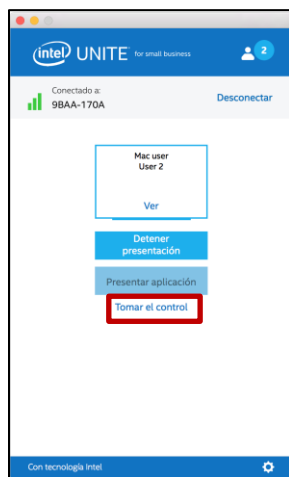 intel UNITE for small business
2
Conectado a:
9BAA-170A
Desconectar
Mac user
User 2
Ver
Detener
presentación
Presentar aplicación
Tomar el control
Con tecnología Intel